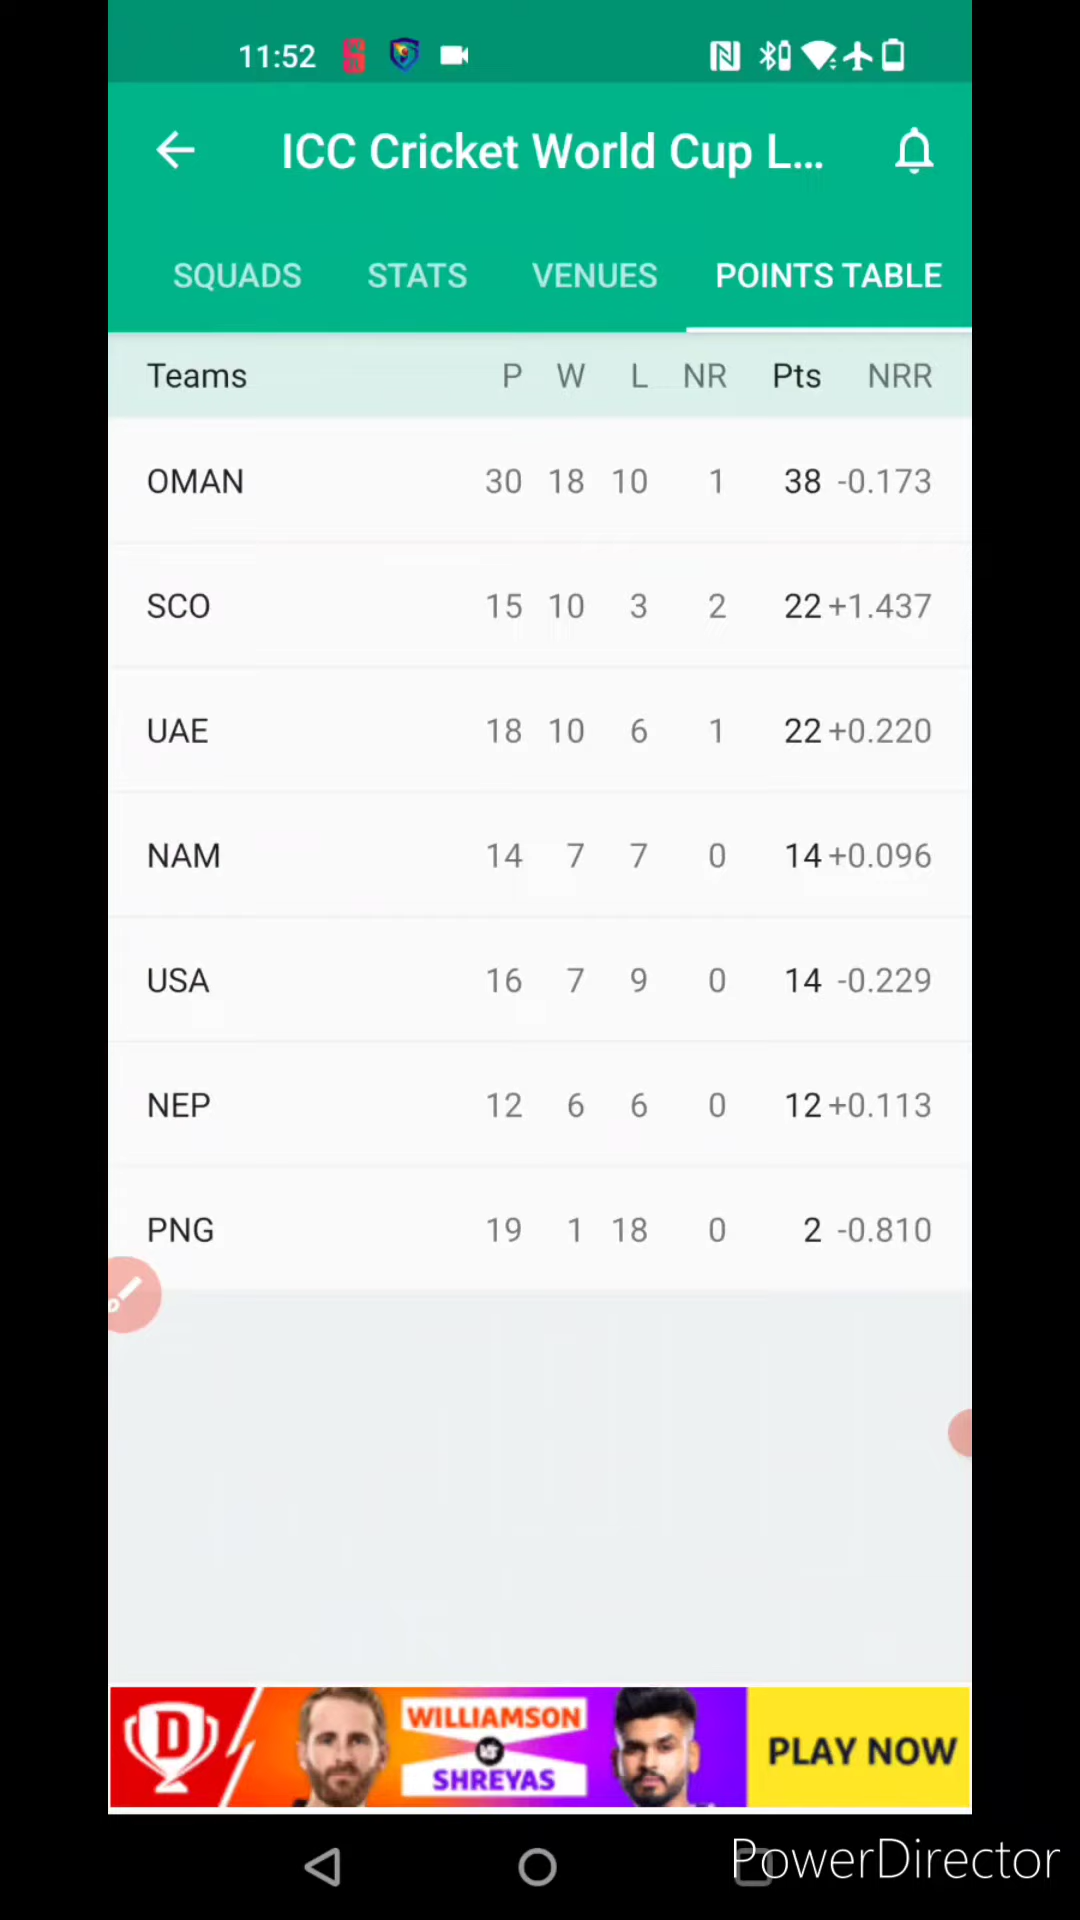 11:52
ICC Cricket World Cup L...
SQUADS STATS VENUES POINTS TABLE
Teams P W L NR Pts NRR
OMAN 30 18 10 1 38 -0.173
SCO 15 10 3 2 22 +1.437
UAE 18 10 6 1 22 +0.220
NAM 14 7 7 0 14 +0.096
USA 16 7 9 0 14 -0.229
NEP 12 6 6 0 12 +0.113
PNG 19 1 18 0 2 -0.810
D
WILLIAMSON
VS
SHREYAS
PLAY NOW
PowerDirector